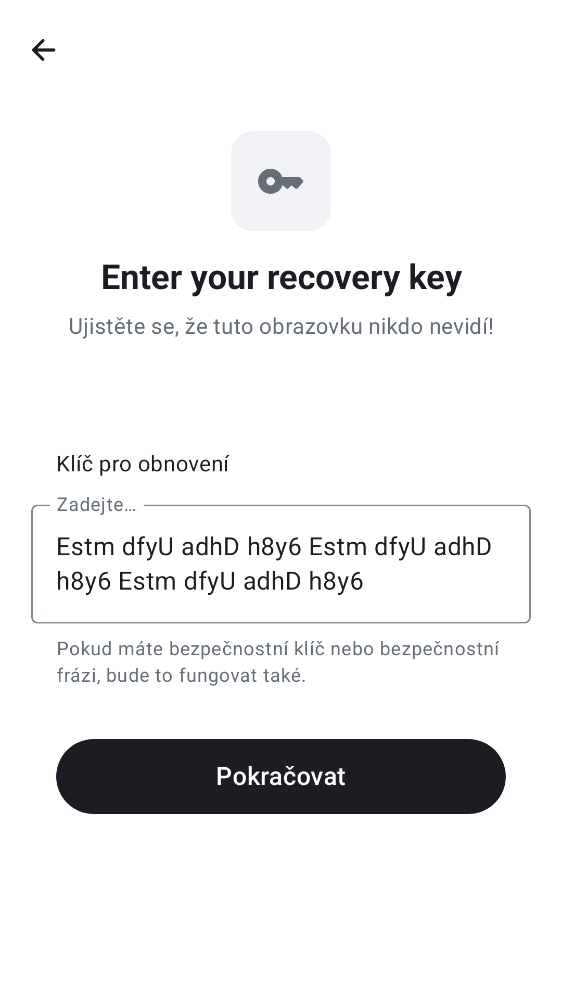 Enter your recovery key
Ujistěte se, že tuto obrazovku nikdo nevidí!
Klíč pro obnovení
Zadejte…
Estm dfyU adhD h8y6 Estm dfyU adhD
h8y6 Estm dfyU adhD h8y6
Pokud máte bezpečnostní klíč nebo bezpečnostní
frázi, bude to fungovat také.
Pokračovat